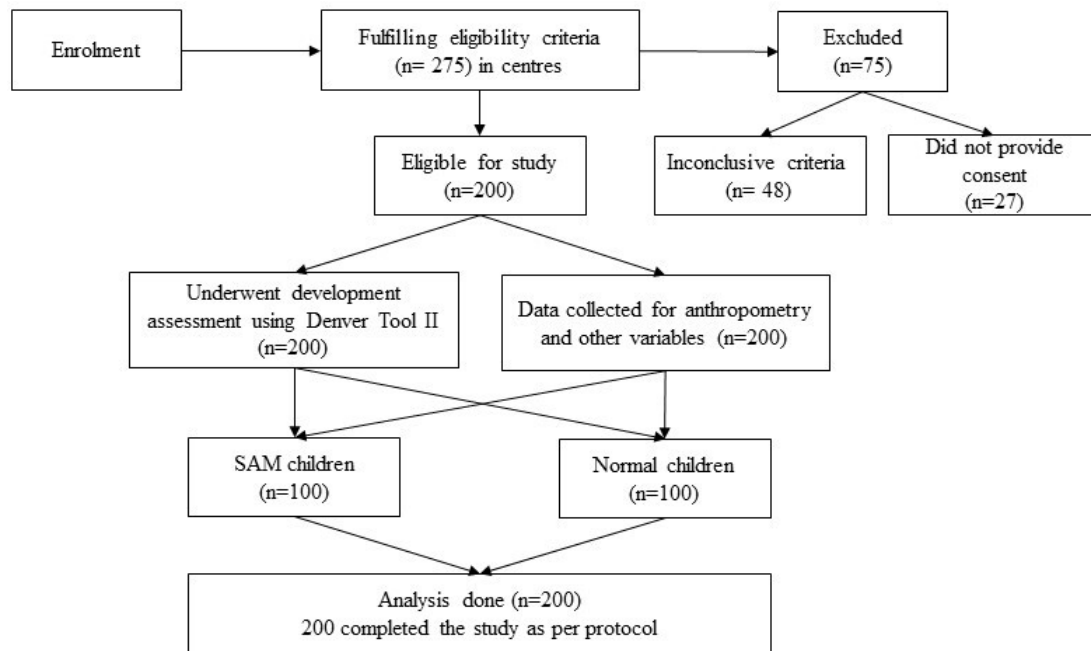 Enrolment
Fulfilling eligibility criteria
(n= 275) in centres
Excluded
(n=75)
Eligible for study
(n=200)
Inconclusive criteria
(n= 48)
Did not provide
consent
(n=27)
Underwent development
assessment using Denver Tool II
(n=200)
Data collected for anthropometry
and other variables (n=200)
SAM children
(n=100)
Normal children
(n=100)
Analysis done (n=200)
200 completed the study as per protocol